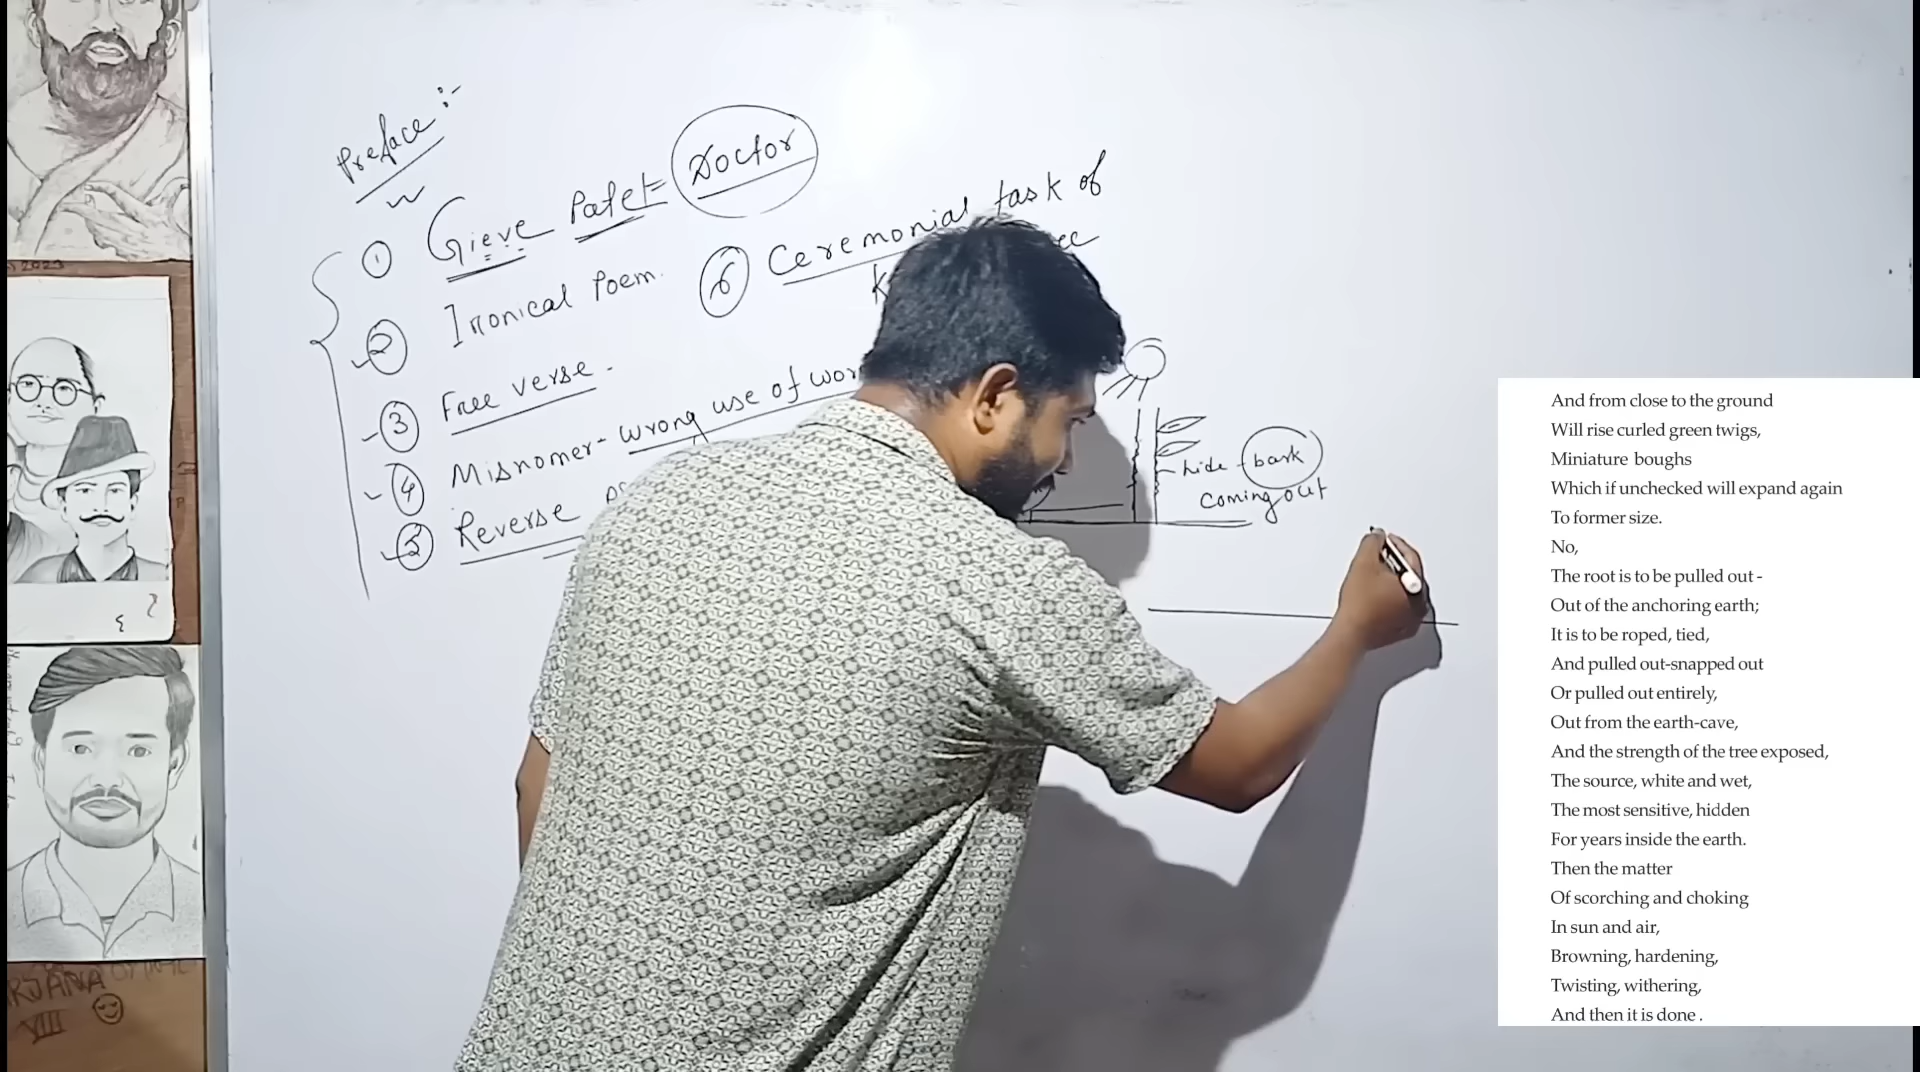 Preface :-
① Gieve Patel = Doctor
② Ironical Poem.
③ Free verse.
④ Misnomer - wrong use of
⑤ Reverse
⑥ Ceremonial task of
hide - bark
coming out
2023
RJANA
VIII
And from close to the ground
Will rise curled green twigs,
Miniature boughs
Which if unchecked will expand again
To former size.
No,
The root is to be pulled out -
Out of the anchoring earth;
It is to be roped, tied,
And pulled out-snapped out
Or pulled out entirely,
Out from the earth-cave,
And the strength of the tree exposed,
The source, white and wet,
The most sensitive, hidden
For years inside the earth.
Then the matter
Of scorching and choking
In sun and air,
Browning, hardening,
Twisting, withering,
And then it is done .